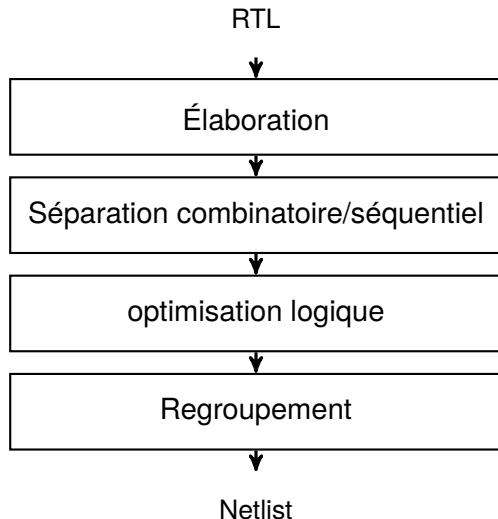 RTL
Élaboration
Séparation combinatoire/séquentiel
optimisation logique
Regroupement
Netlist